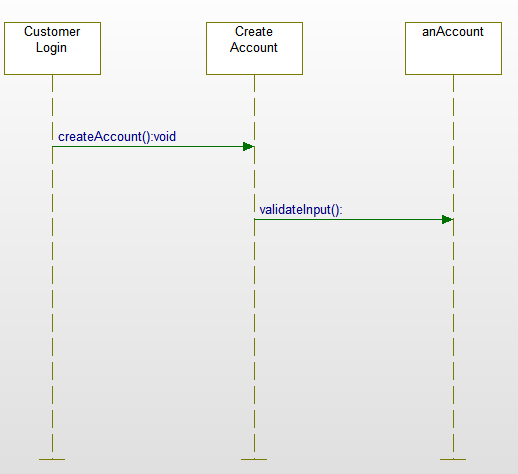 Customer
Login
Create
Account
anAccount
createAccount():void
validateInput():